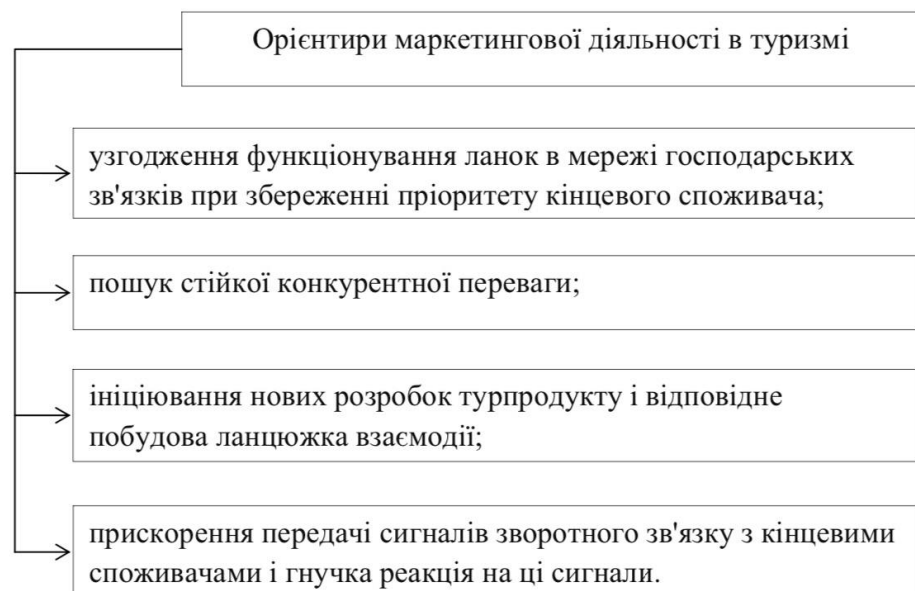 Орієнтири маркетингової діяльності в туризмі
узгодження функціонування ланок в мережі господарських
зв'язків при збереженні пріоритету кінцевого споживача;
пошук стійкої конкурентної переваги;
ініціювання нових розробок турпродукту і відповідне
побудова ланцюжка взаємодії;
прискорення передачі сигналів зворотного зв'язку з кінцевими
споживачами і гнучка реакція на ці сигнали.